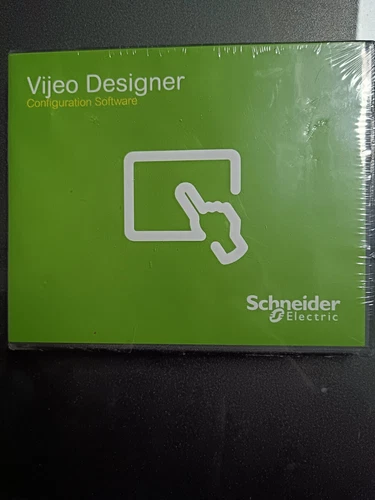 Vijeo Designer
Configuration Software
Schneider
Electric